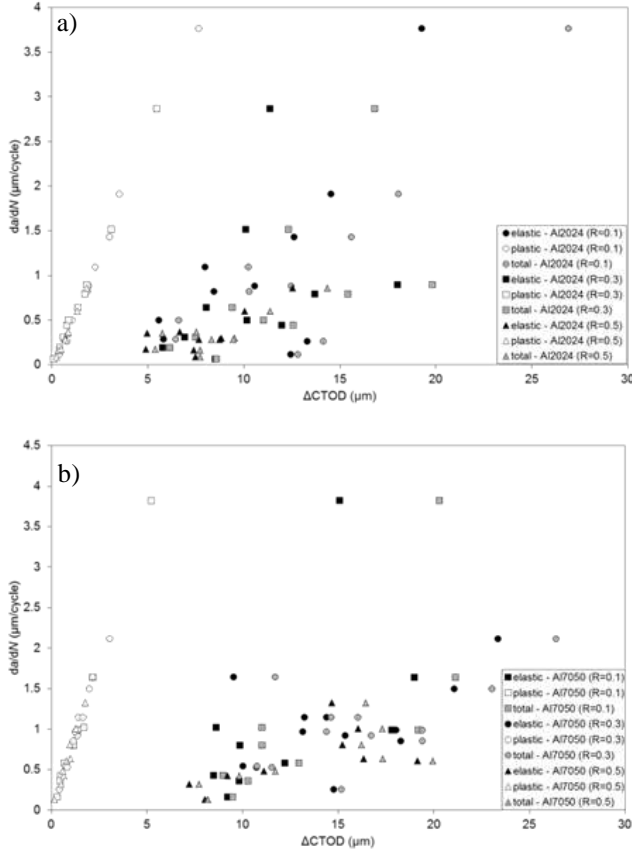 a)
4
3.5
3
2.5
2
1.5
1
0.5
0
da/dN (µm/cycle)
elastic - Al2024 (R=0.1)
plastic - Al2024 (R=0.1)
total - Al2024 (R=0.1)
elastic - Al2024 (R=0.3)
plastic - Al2024 (R=0.3)
total - Al2024 (R=0.3)
elastic - Al2024 (R=0.5)
plastic - Al2024 (R=0.5)
total - Al2024 (R=0.5)
0 5 10 15 20 25 30
ΔCTOD (µm)
b)
4.5
4
3.5
3
2.5
2
1.5
1
0.5
0
da/dN (µm/cycle)
elastic - Al7050 (R=0.1)
plastic - Al7050 (R=0.1)
total - Al7050 (R=0.1)
elastic - Al7050 (R=0.3)
plastic - Al7050 (R=0.3)
total - Al7050 (R=0.3)
elastic - Al7050 (R=0.5)
plastic - Al7050 (R=0.5)
total - Al7050 (R=0.5)
0 5 10 15 20 25 30
ΔCTOD (µm)